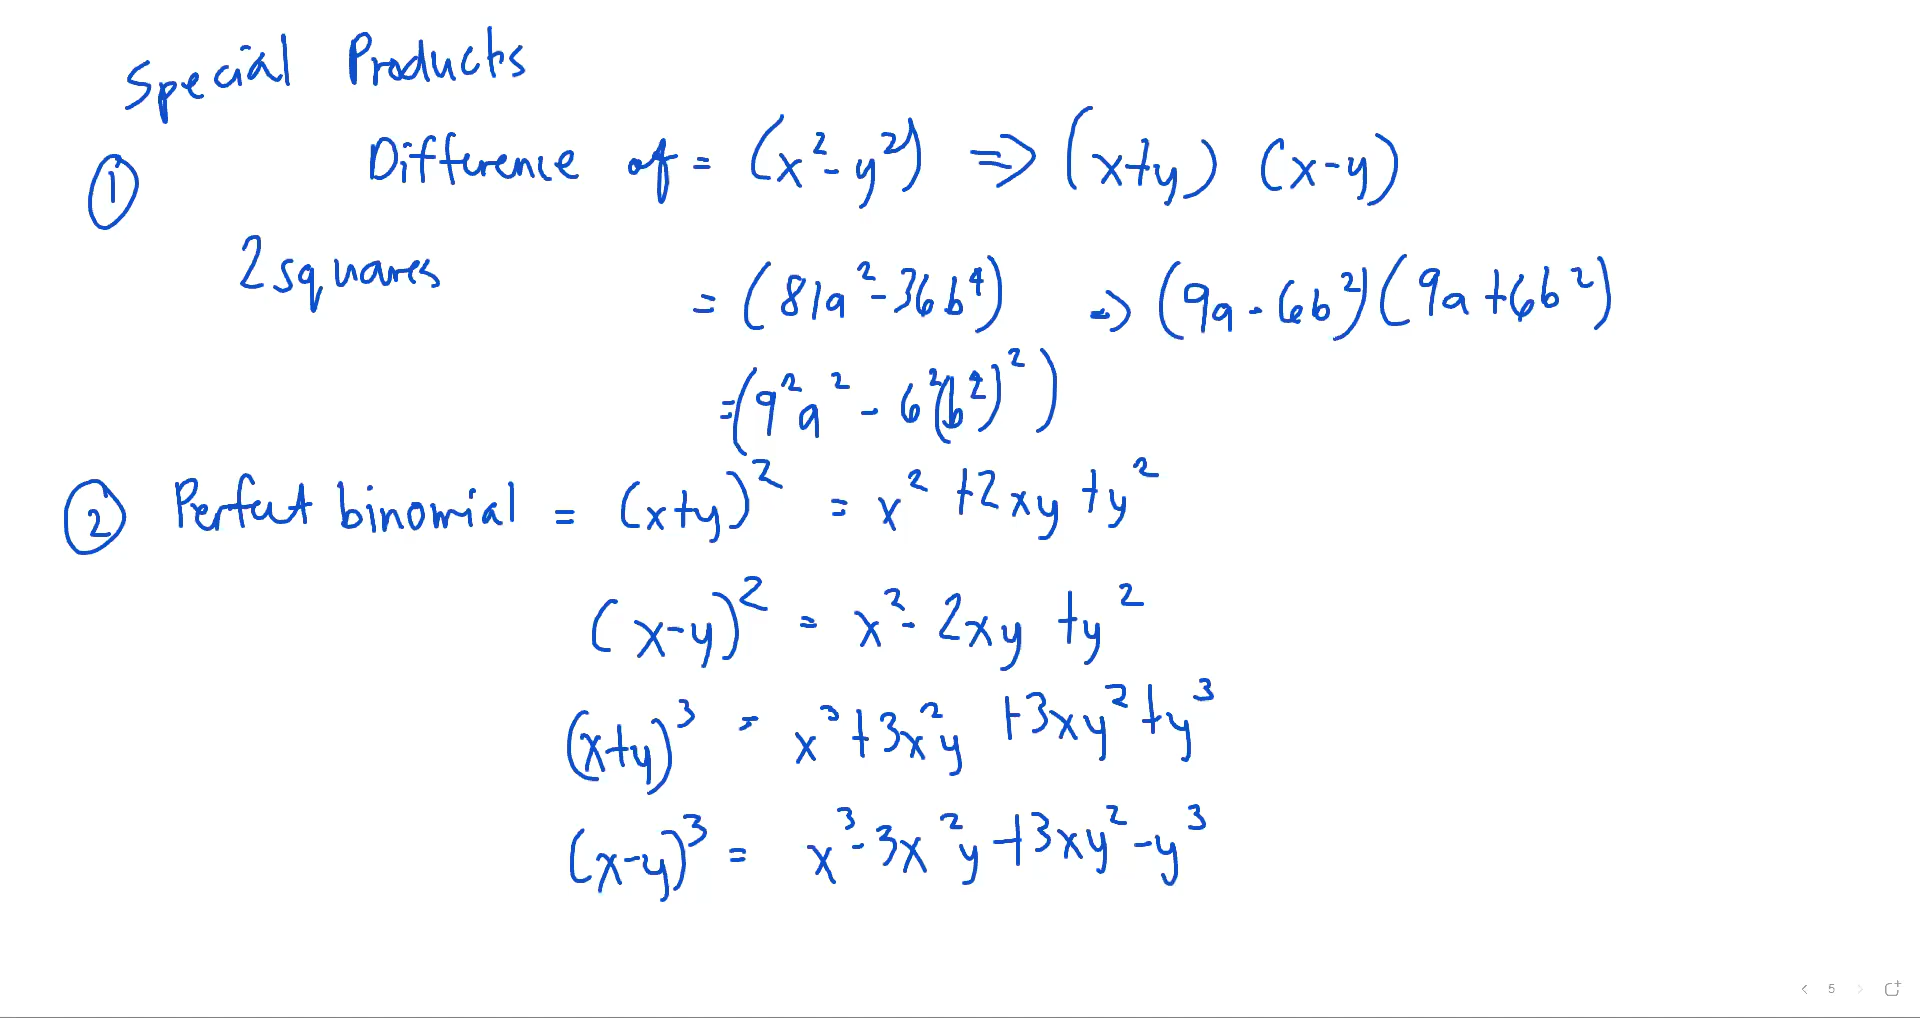 Special Products
① Difference of = (x² - y²) ⇒ (x+y) (x-y)
2 squares
= (81a² - 36b⁴) ⇒ (9a - 6b²)(9a + 6b²)
= (9²a² - 6²(b²)²)
② Perfect binomial = (x+y)² = x² + 2xy + y²
(x-y)² = x² - 2xy + y²
(x+y)³ = x³ + 3x²y + 3xy² + y³
(x-y)³ = x³ - 3x²y + 3xy² - y³
5